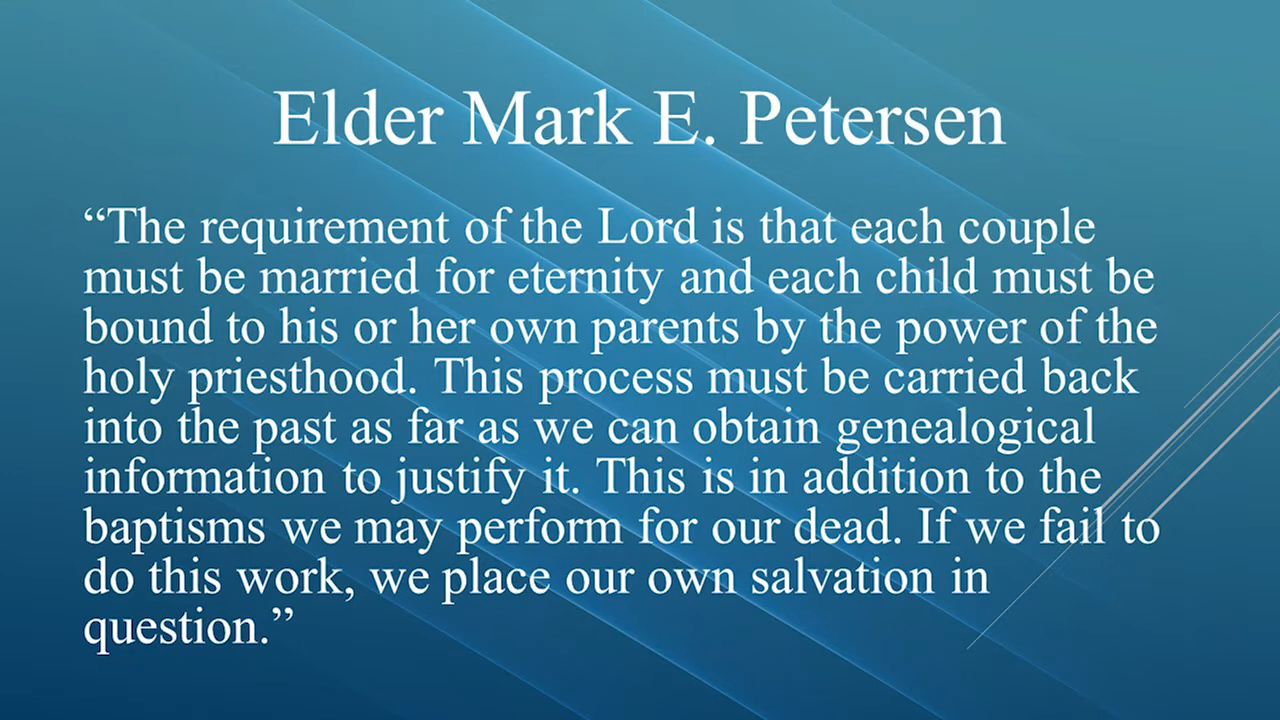 Elder Mark E. Petersen
“The requirement of the Lord is that each couple
must be married for eternity and each child must be
bound to his or her own parents by the power of the
holy priesthood. This process must be carried back
into the past as far as we can obtain genealogical
information to justify it. This is in addition to the
baptisms we may perform for our dead. If we fail to
do this work, we place our own salvation in
question.”